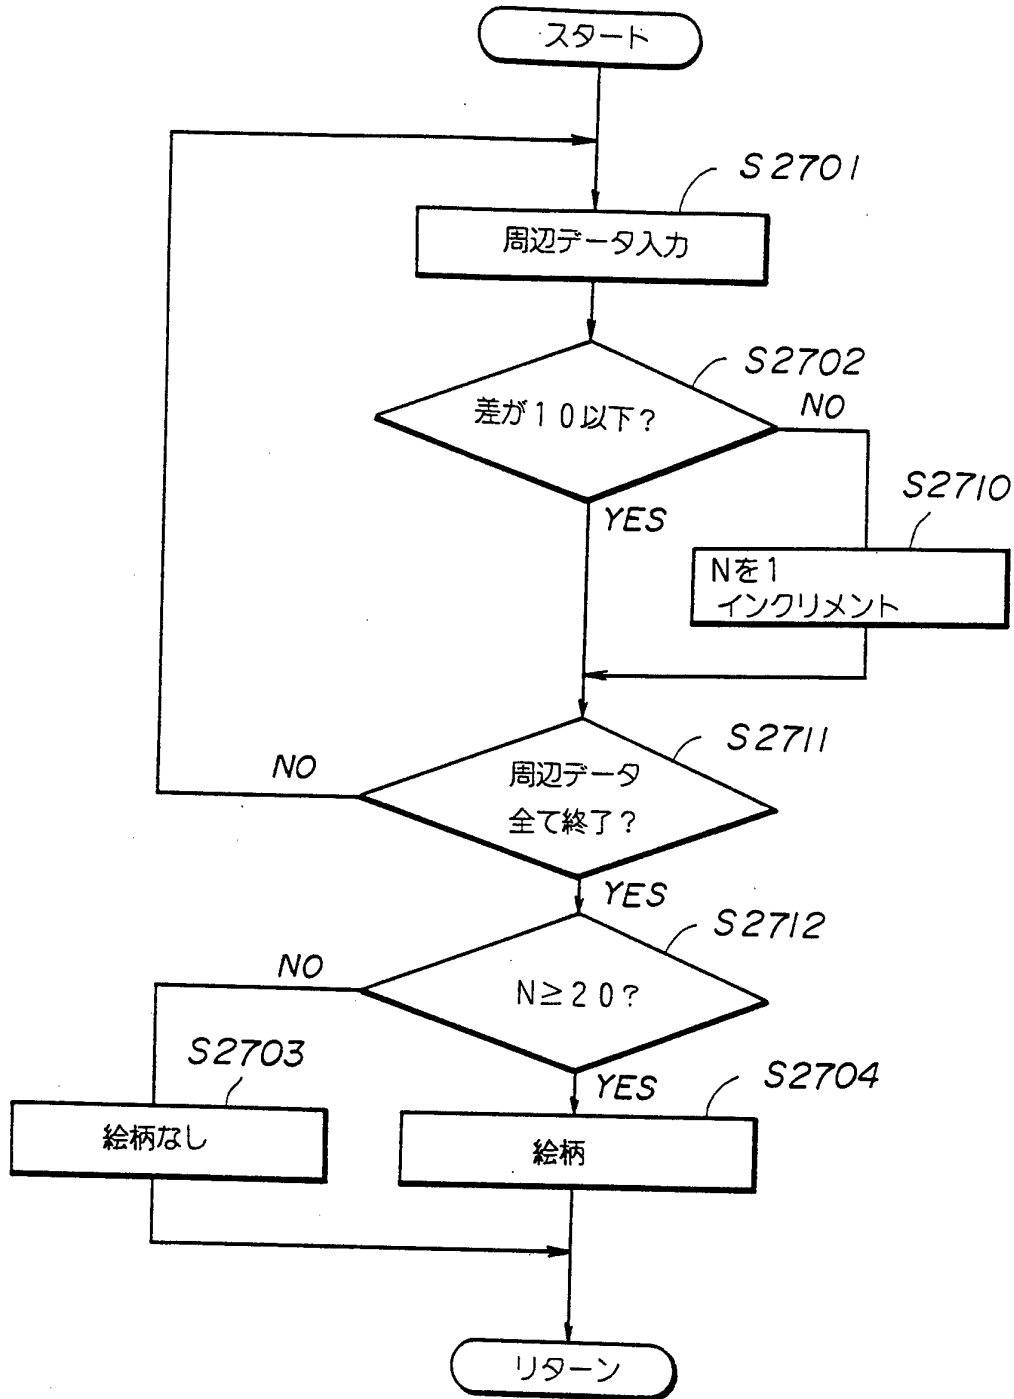 スタート
S2701
周辺データ入力
S2702
差が10以下?
NO
YES
S2710
Nを1
インクリメント
S2711
周辺データ
全て終了?
NO
YES
S2712
N≥20?
NO
YES
S2703
絵柄なし
S2704
絵柄
リターン